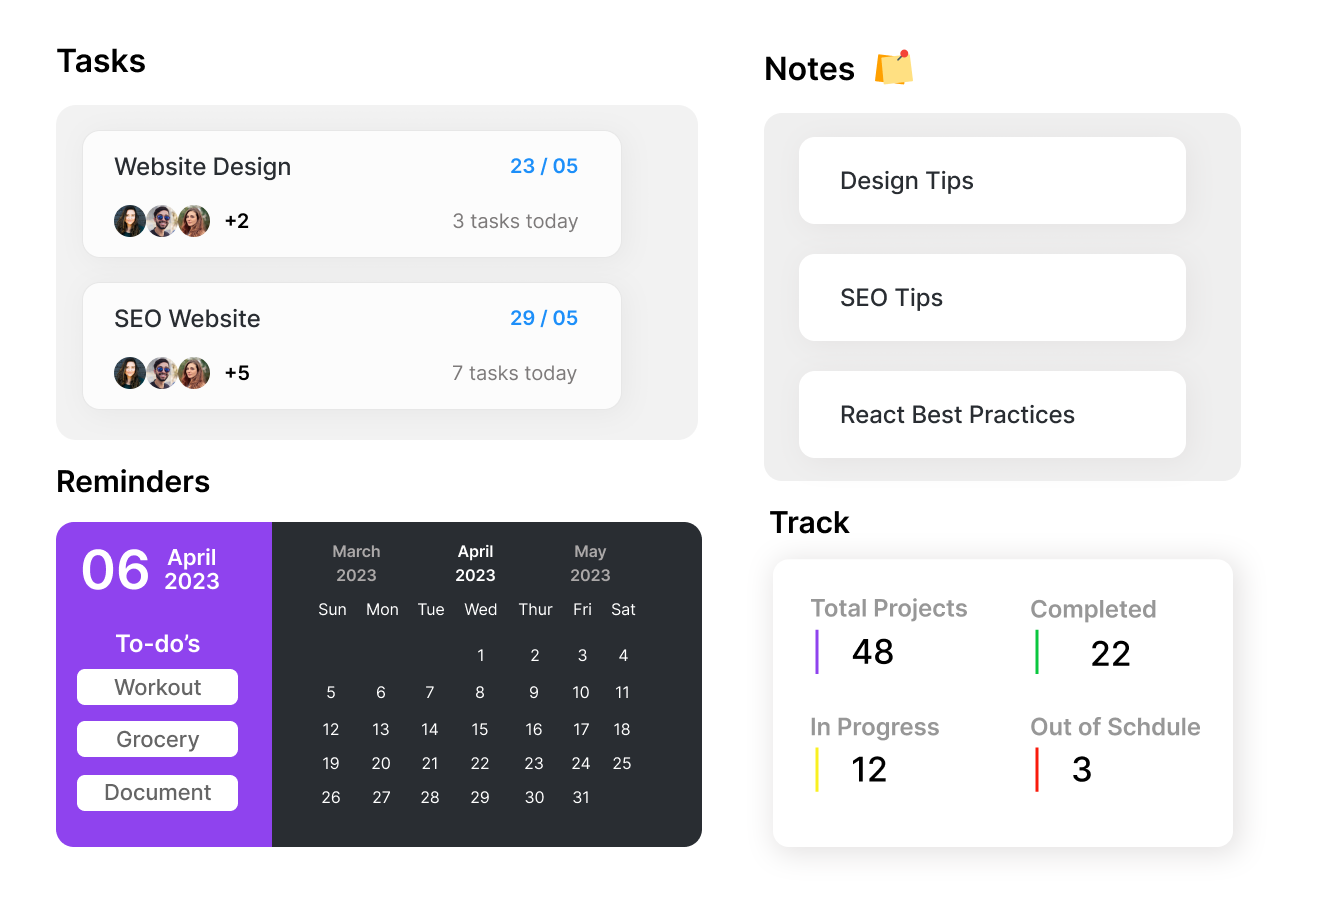 Tasks
Website Design
23 / 05
+2
3 tasks today
SEO Website
29 / 05
+5
7 tasks today
Notes
Design Tips
SEO Tips
React Best Practices
Reminders
06
April
2023
To-do’s
Workout
Grocery
Document
March April May
2023 2023 2023
Sun Mon Tue Wed Thur Fri Sat
1 2 3 4
5 6 7 8 9 10 11
12 13 14 15 16 17 18
19 20 21 22 23 24 25
26 27 28 29 30 31
Track
Total Projects
48
Completed
22
In Progress
12
Out of Schdule
3